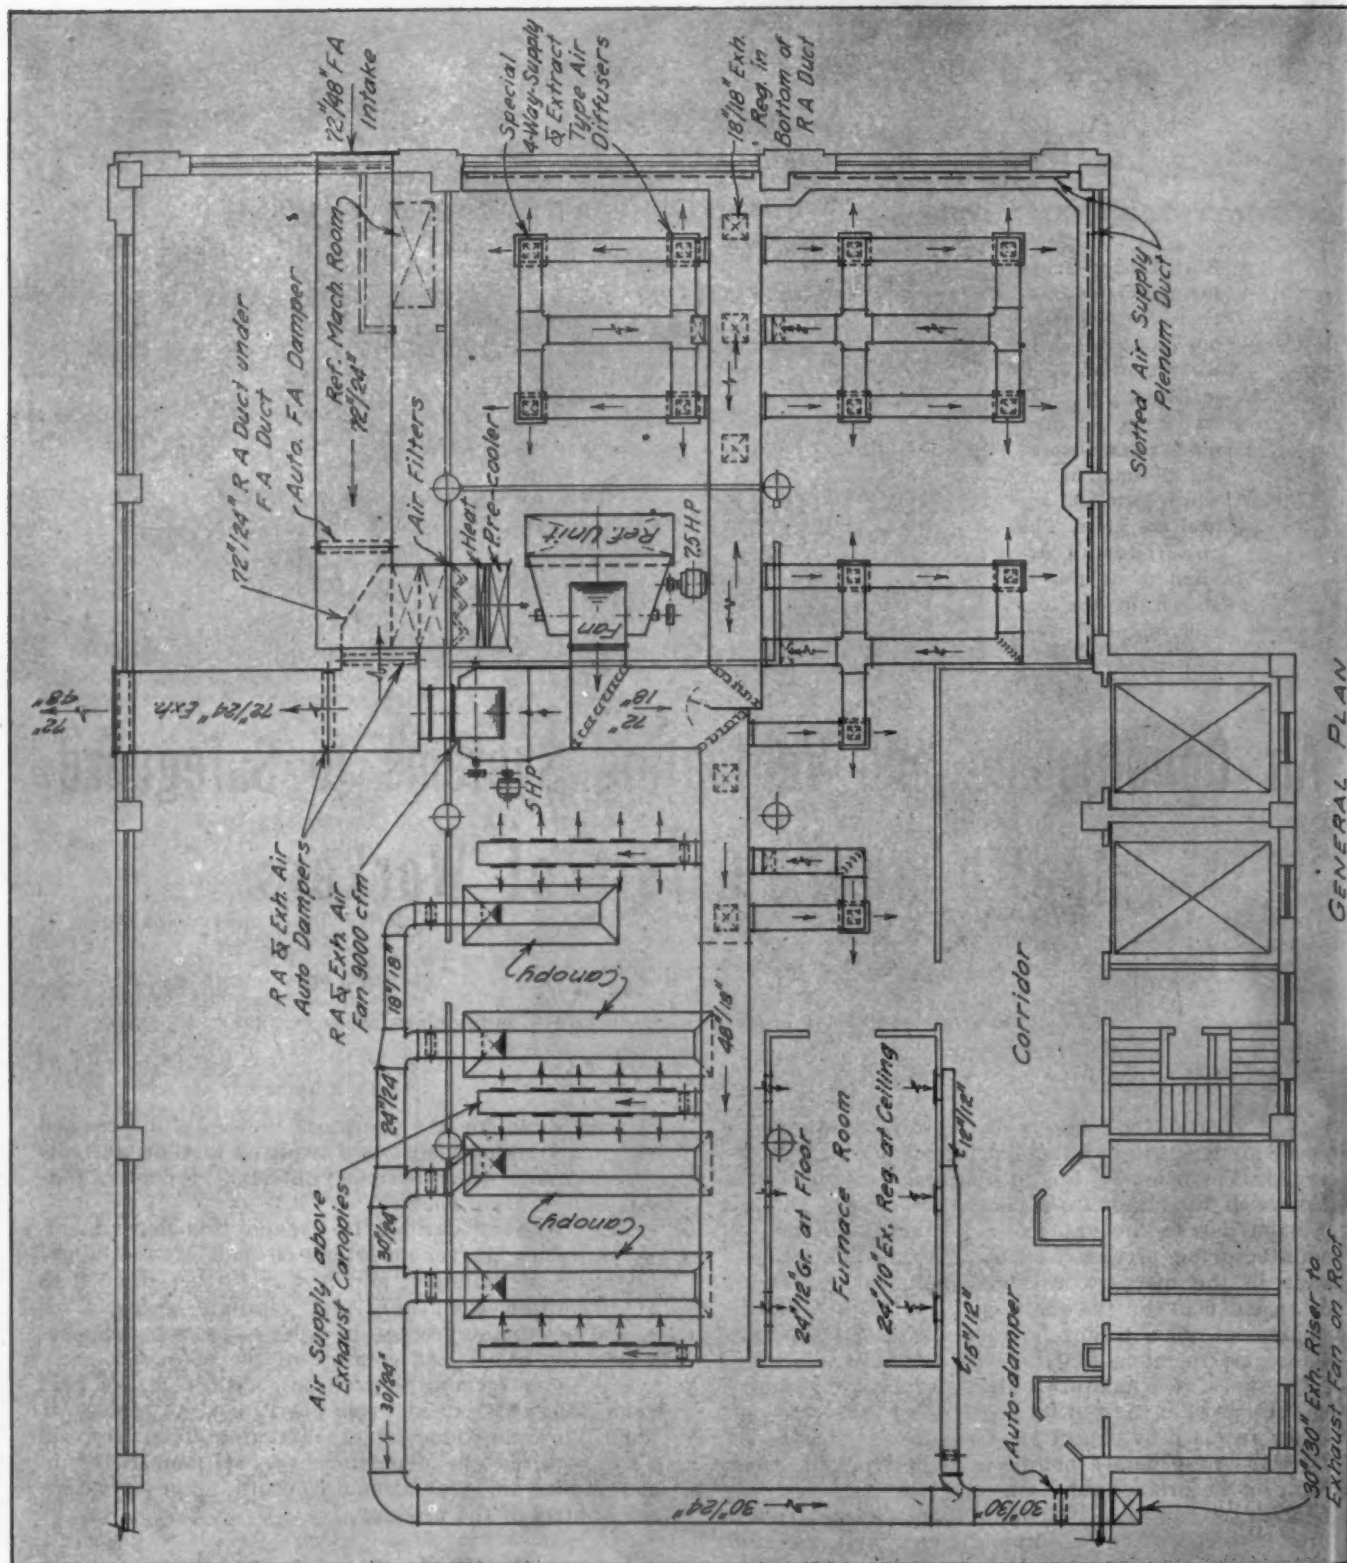 72"/48" FA
Intake
Special
4-Way-Supply
& Extract
Type Air
Diffusers
18"/18" Exh.
Reg. in
Bottom of
RA Duct
72"/24" R A Duct under
FA Duct
Auto. FA Damper
Ref. Mach Room
72"/24"
Air Filters
Heat
Pre-cooler
Ref. Unit
Fan
7.5HP
72"
48"
72"/24" Exh.
72"
18"
5HP
RA & Exh. Air
Auto Dampers
RA & Exh. Air
Fan 9000 cfm
Slotted Air Supply
Plenum Duct
18"/18"
Canopy
24"/24"
48"/18"
30"/24"
Canopy
Air Supply above
Exhaust Canopies
30"/24"
24"/12" Gr. at Floor
Furnace Room
24"/10" Ex. Reg. at Ceiling
12"/12"
15"/12"
Corridor
Auto-damper
30"/24"
30"/30"
30"/30" Exh. Riser to
Exhaust Fan on Roof
GENERAL PLAN